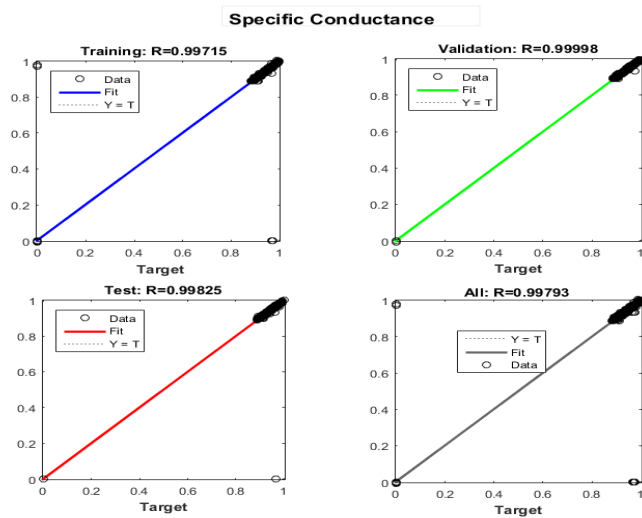 Specific Conductance
Training: R=0.99715
1
0.8
0.6
0.4
0.2
0
Data
Fit
Y = T
0 0.2 0.4 0.6 0.8 1
Target
Validation: R=0.99998
1
0.8
0.6
0.4
0.2
0
Data
Fit
Y = T
0 0.2 0.4 0.6 0.8 1
Target
Test: R=0.99825
1
0.8
0.6
0.4
0.2
0
Data
Fit
Y = T
0 0.2 0.4 0.6 0.8 1
Target
All: R=0.99793
1
0.8
0.6
0.4
0.2
0
Y = T
Fit
Data
0 0.2 0.4 0.6 0.8 1
Target